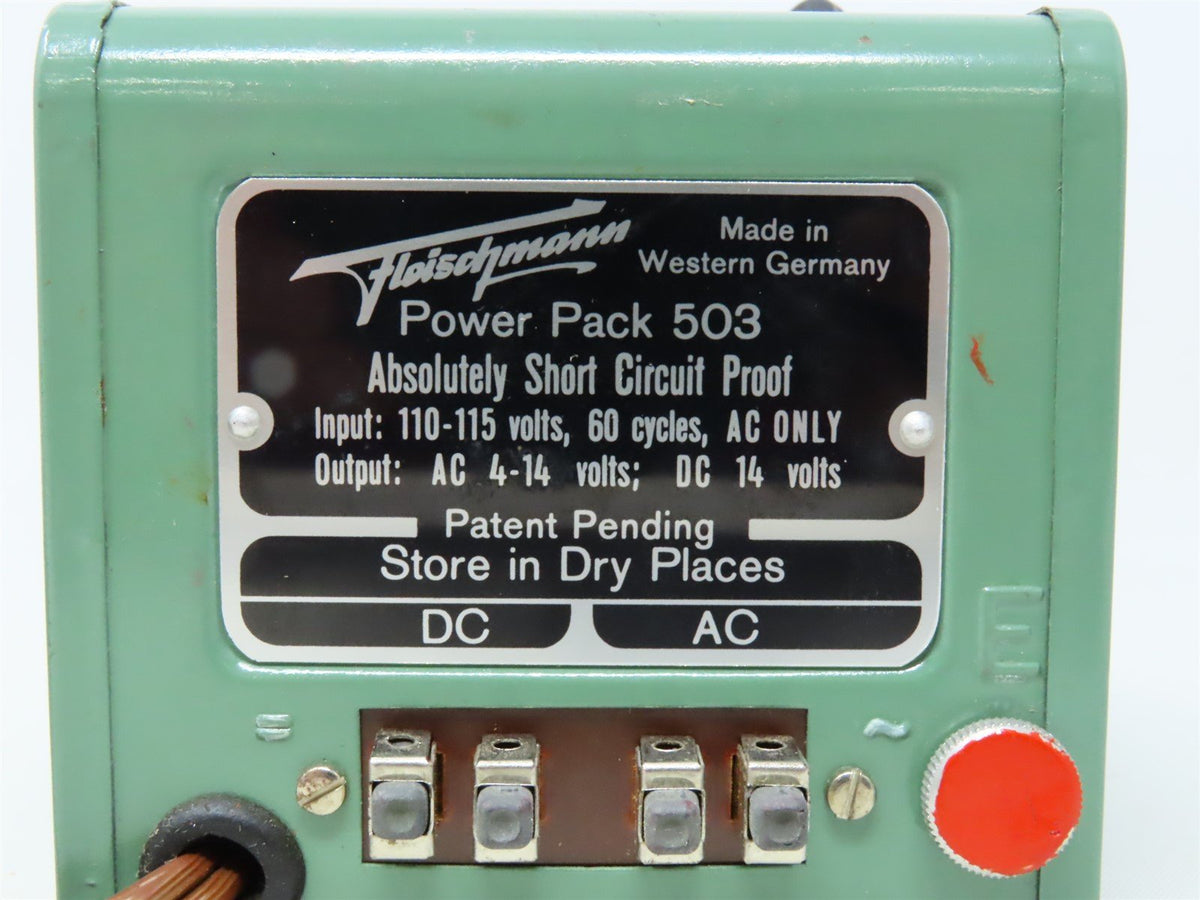 Fleischmann
Made in
Western Germany
Power Pack 503
Absolutely Short Circuit Proof
Input: 110-115 volts, 60 cycles, AC ONLY
Output: AC 4-14 volts; DC 14 volts
Patent Pending
Store in Dry Places
DC AC
E
= ~